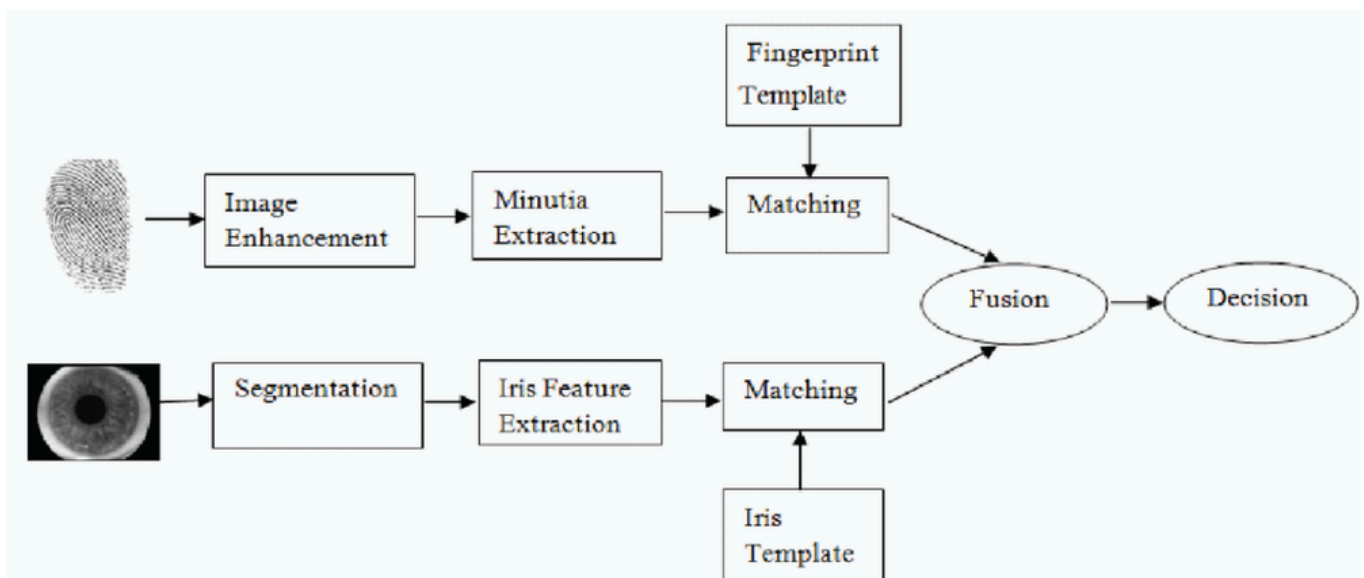 Fingerprint
Template
Image
Enhancement
Minutia
Extraction
Matching
Fusion
Decision
Segmentation
Iris Feature
Extraction
Matching
Iris
Template